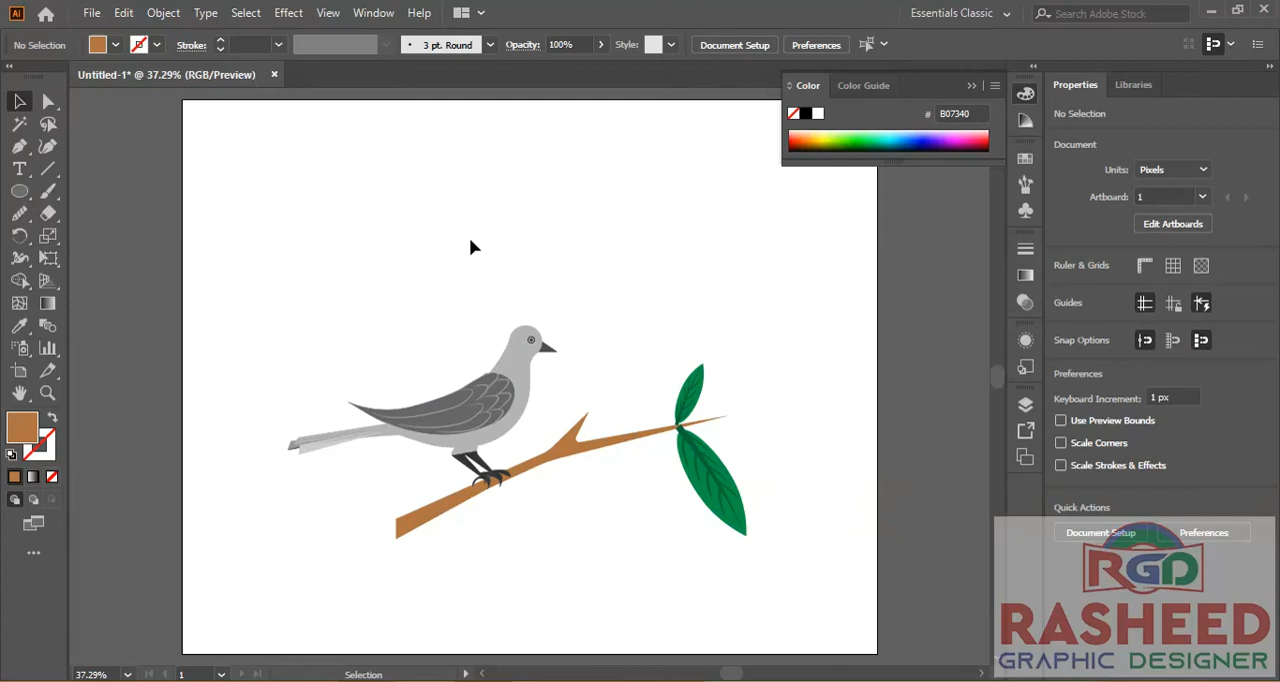 Ai File Edit Object Type Select Effect View Window Help Essentials Classic Search Adobe Stock
No Selection Stroke: 3 pt. Round Opacity: 100% Style: Document Setup Preferences
Untitled-1* @ 37.29% (RGB/Preview)
Color Color Guide
# B07340
Properties Libraries
No Selection
Document
Units: Pixels
Artboard: 1
Edit Artboards
Ruler & Grids
Guides
Snap Options
Preferences
Keyboard Increment: 1 px
Use Preview Bounds
Scale Corners
Scale Strokes & Effects
Quick Actions
Document Setup Preferences
RGD
RASHEED
GRAPHIC DESIGNER
37.29% 1 Selection